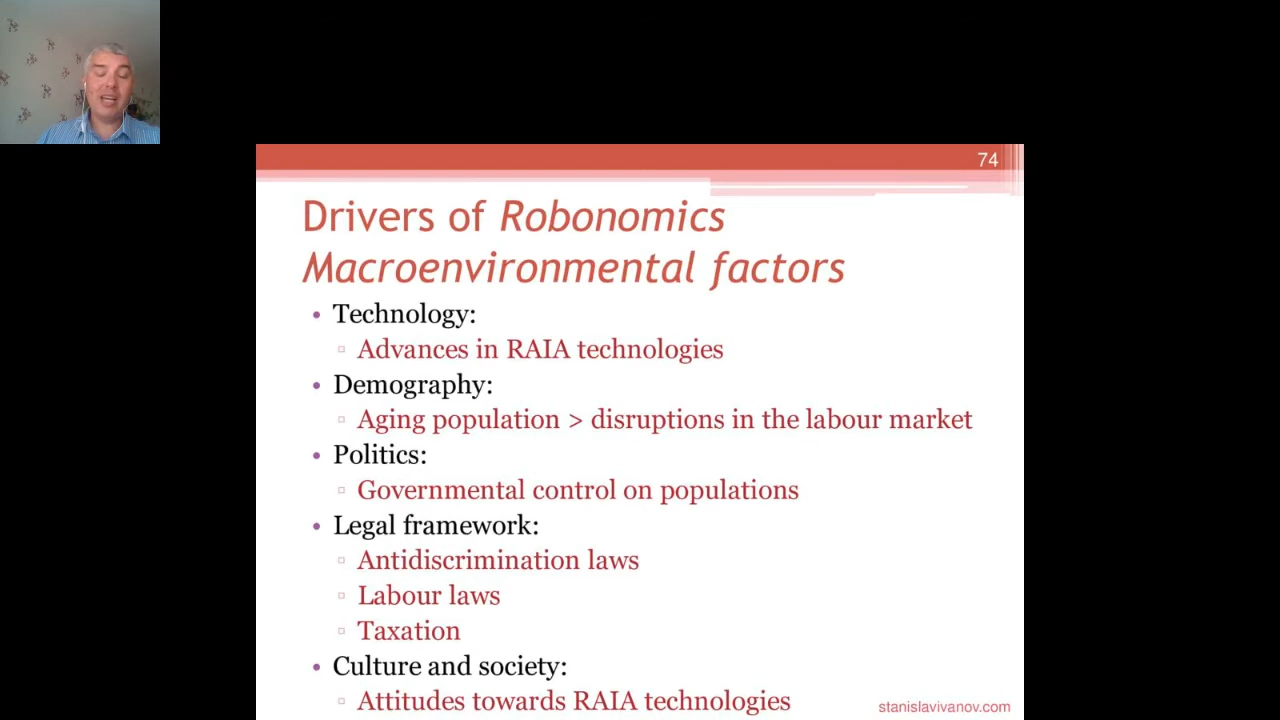 74
Drivers of Robonomics
Macroenvironmental factors
• Technology:
▫ Advances in RAIA technologies
• Demography:
▫ Aging population > disruptions in the labour market
• Politics:
▫ Governmental control on populations
• Legal framework:
▫ Antidiscrimination laws
▫ Labour laws
▫ Taxation
• Culture and society:
▫ Attitudes towards RAIA technologies
stanislavivanov.com